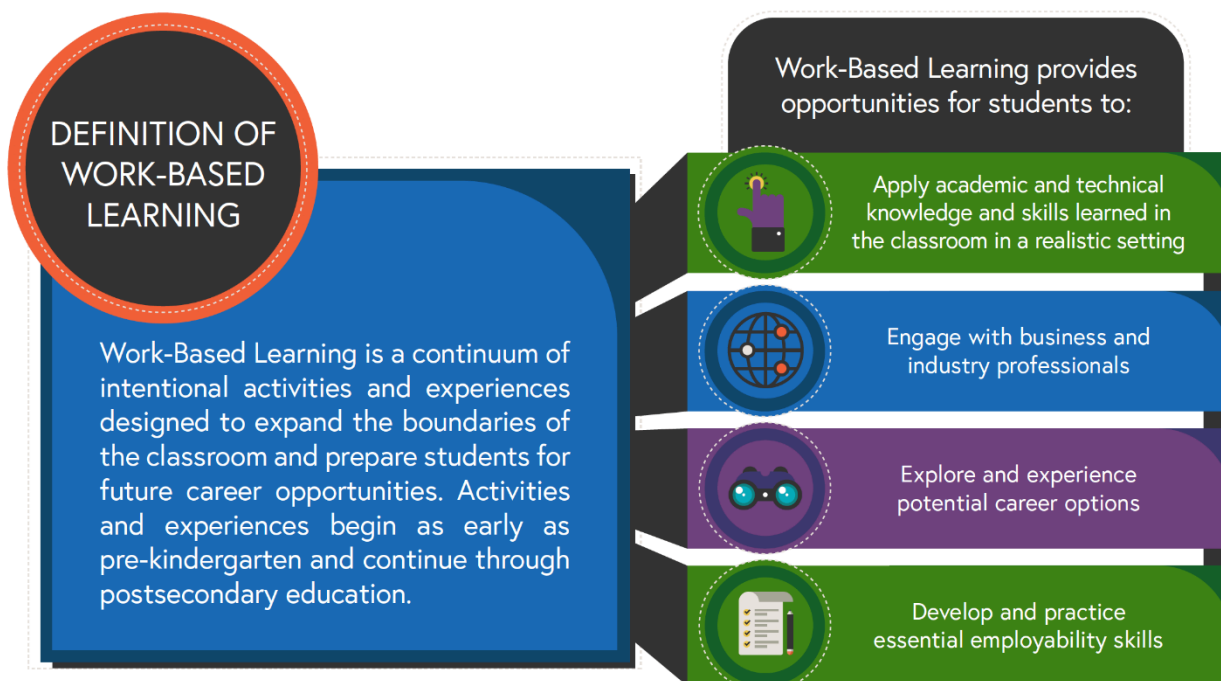 DEFINITION OF
WORK-BASED
LEARNING
Work-Based Learning is a continuum of
intentional activities and experiences
designed to expand the boundaries of
the classroom and prepare students for
future career opportunities. Activities
and experiences begin as early as
pre-kindergarten and continue through
postsecondary education.
Work-Based Learning provides
opportunities for students to:
Apply academic and technical
knowledge and skills learned in
the classroom in a realistic setting
Engage with business and
industry professionals
Explore and experience
potential career options
Develop and practice
essential employability skills